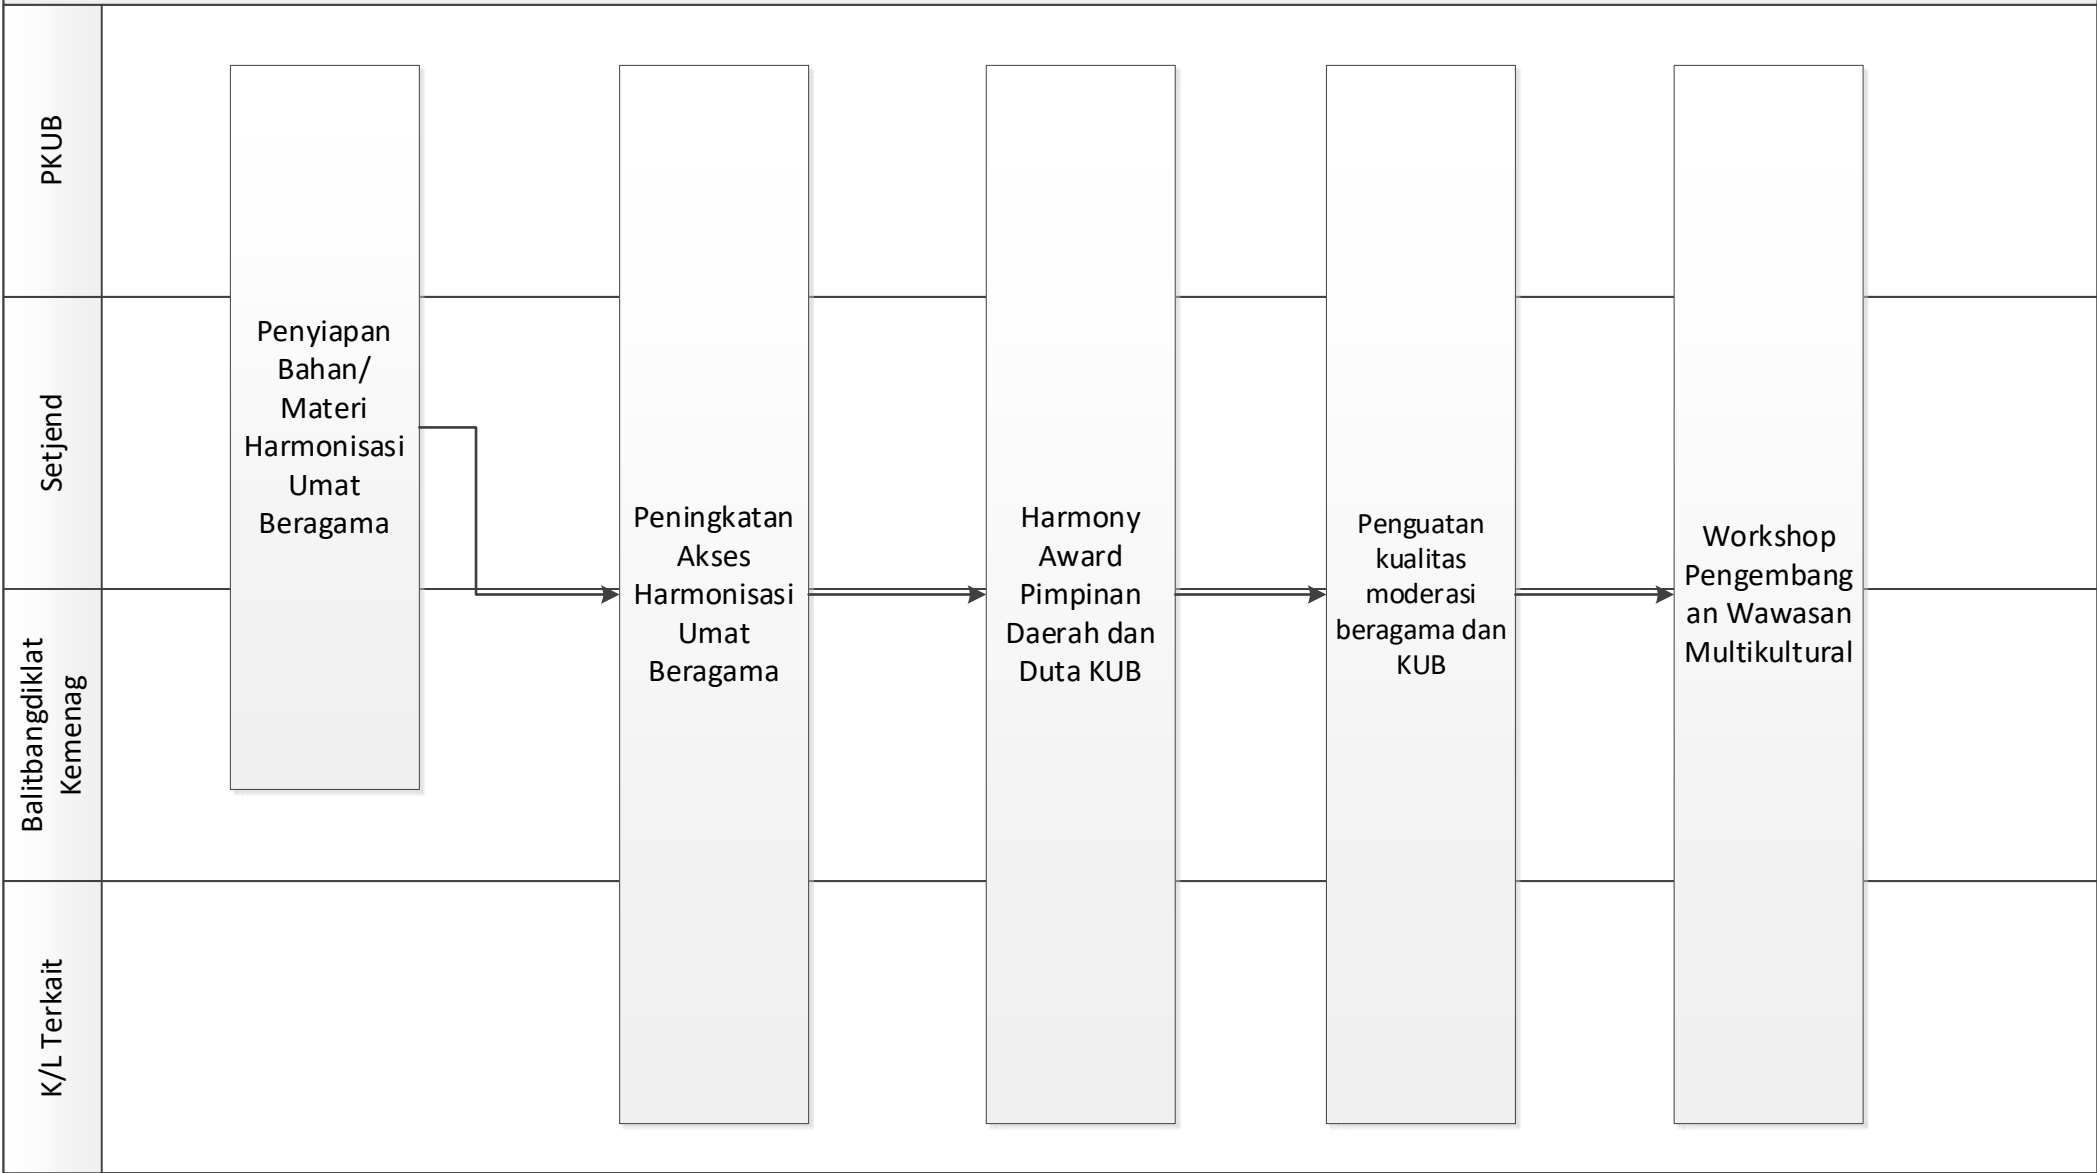 PKUB
Setjend
Balitbangdiklat
Kemenag
K/L Terkait
Penyiapan
Bahan/
Materi
Harmonisasi
Umat
Beragama
Peningkatan
Akses
Harmonisasi
Umat
Beragama
Harmony
Award
Pimpinan
Daerah dan
Duta KUB
Penguatan
kualitas
moderasi
beragama dan
KUB
Workshop
Pengembang
an Wawasan
Multikultural